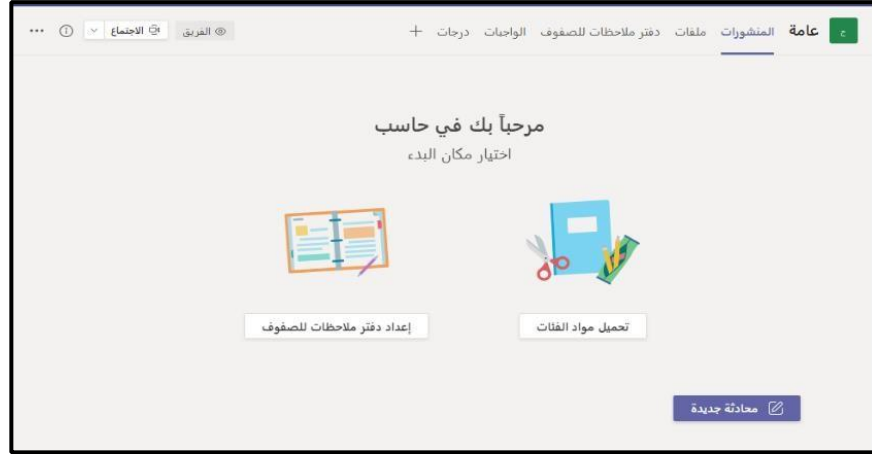 ح عامة المنشورات ملفات دفتر ملاحظات للصفوف الواجبات درجات + الفريق الاجتماع
مرحباً بك في حاسب
اختيار مكان البدء
تحميل مواد الفئات إعداد دفتر ملاحظات للصفوف
محادثة جديدة